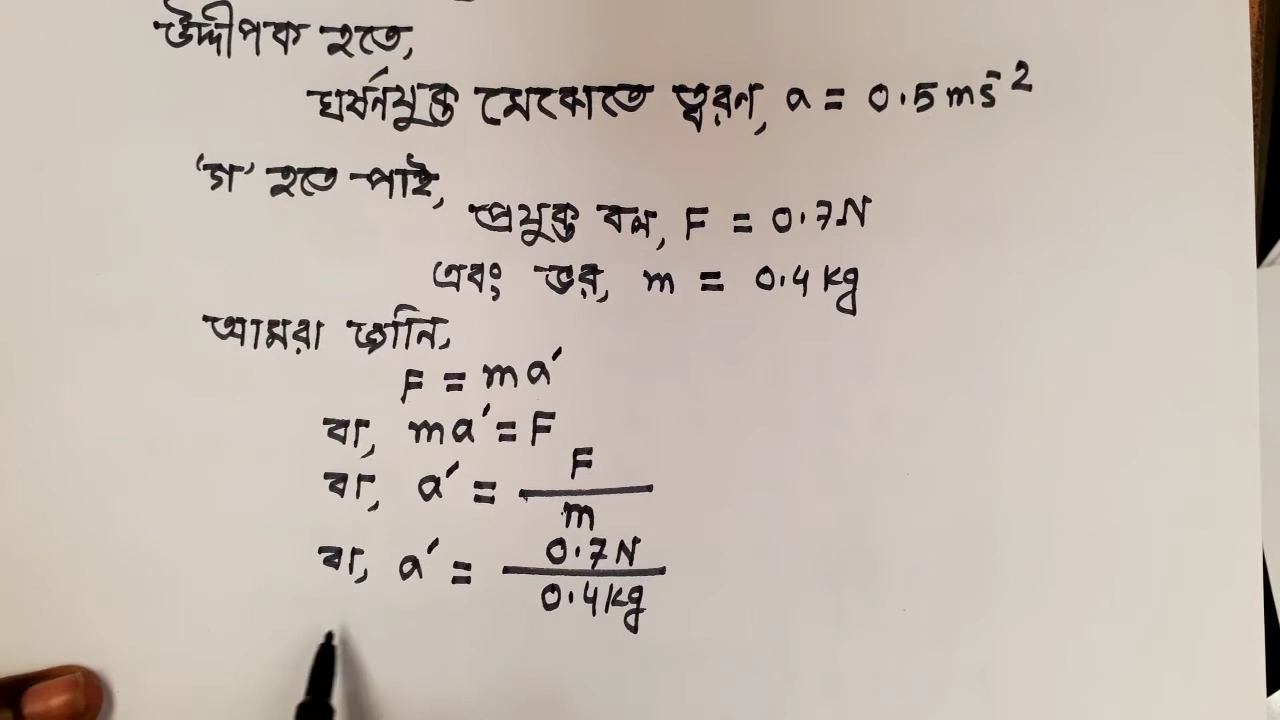 উদ্দীপক হতে,
ঘর্ষনযুক্ত মেঝেতে ত্বরণ, a = 0.5 ms⁻²
'গ' হতে পাই,
প্রযুক্ত বল, F = 0.7N
এবং ভর, m = 0.4 kg
আমরা জানি,
F = ma′
বা, ma′ = F
বা, a′ = F/m
বা, a′ = 0.7N/0.4kg